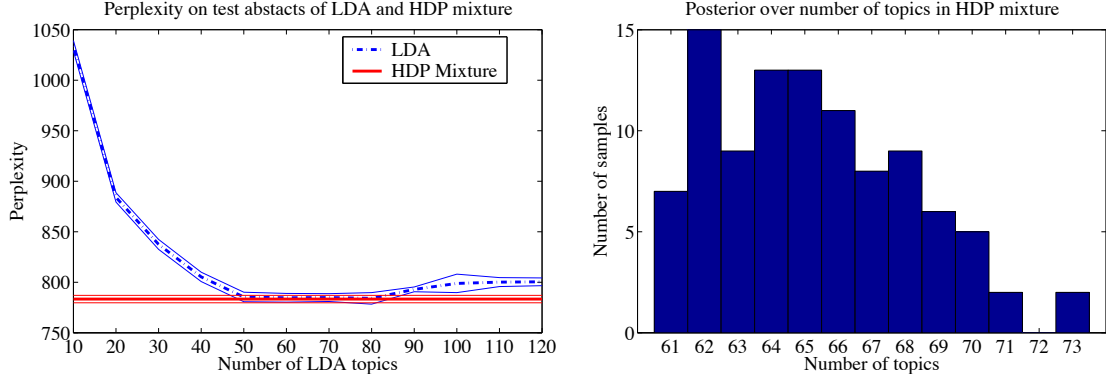 Perplexity on test abstacts of LDA and HDP mixture
1050
1000
950
900
850
800
750
Perplexity
LDA
HDP Mixture
10 20 30 40 50 60 70 80 90 100 110 120
Number of LDA topics
Posterior over number of topics in HDP mixture
15
10
5
0
Number of samples
61 62 63 64 65 66 67 68 69 70 71 72 73
Number of topics